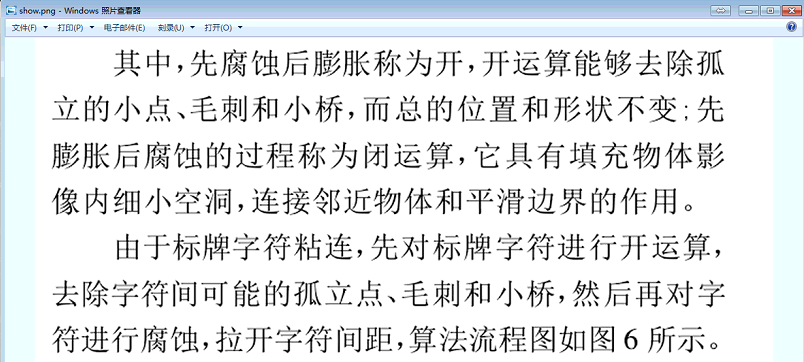 show.png - Windows 照片查看器
文件(F) 打印(P) 电子邮件(E) 刻录(U) 打开(O)
其中,先腐蚀后膨胀称为开,开运算能够去除孤
立的小点、毛刺和小桥,而总的位置和形状不变;先
膨胀后腐蚀的过程称为闭运算,它具有填充物体影
像内细小空洞,连接邻近物体和平滑边界的作用。
由于标牌字符粘连,先对标牌字符进行开运算,
去除字符间可能的孤立点、毛刺和小桥,然后再对字
符进行腐蚀,拉开字符间距,算法流程图如图 6 所示。